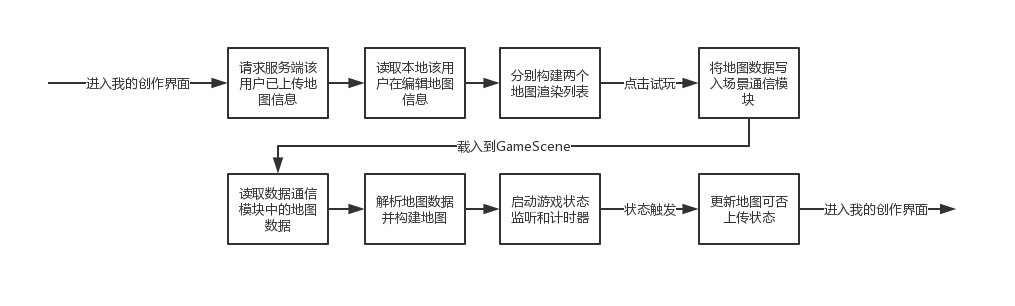 进入我的创作界面
请求服务端该
用户已上传地
图信息
读取本地该用
户在编辑地图
信息
分别构建两个
地图渲染列表
点击试玩
将地图数据写
入场景通信模
块
载入到GameScene
读取数据通信
模块中的地图
数据
解析地图数据
并构建地图
启动游戏状态
监听和计时器
状态触发
更新地图可否
上传状态
进入我的创作界面